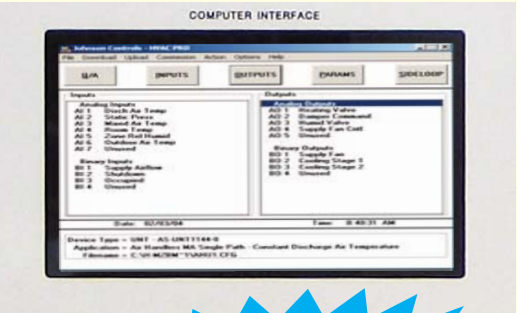 COMPUTER INTERFACE
Johnson Controls - HVAC PRO
File Download Upload Commission Action Options Help
Q/A INPUTS OUTPUTS PARAMS SIDELOOP
Inputs
Analog Inputs
AI 1 Disch Air Temp
AI 2 Static Press
AI 3 Mixed Air Temp
AI 4 Room Temp
AI 5 Zone Rel Humid
AI 6 Outdoor Air Temp
AI 7 Unused
Binary Inputs
BI 1 Supply Airflow
BI 2 Shutdown
BI 3 Occupied
BI 4 Unused
Outputs
Analog Outputs
AO 1 Heating Valve
AO 2 Damper Command
AO 3 Humid Valve
AO 4 Supply Fan Cntl
AO 5 Unused
Binary Outputs
BO 1 Supply Fan
BO 2 Cooling Stage 1
BO 3 Cooling Stage 2
BO 4 Unused
Date: 02/03/04 Time: 8:40:31 AM
Device Type = UNT - AS-UNT1144-0
Application = Air Handlers MA Single Path - Constant Discharge Air Temperature
Filename =